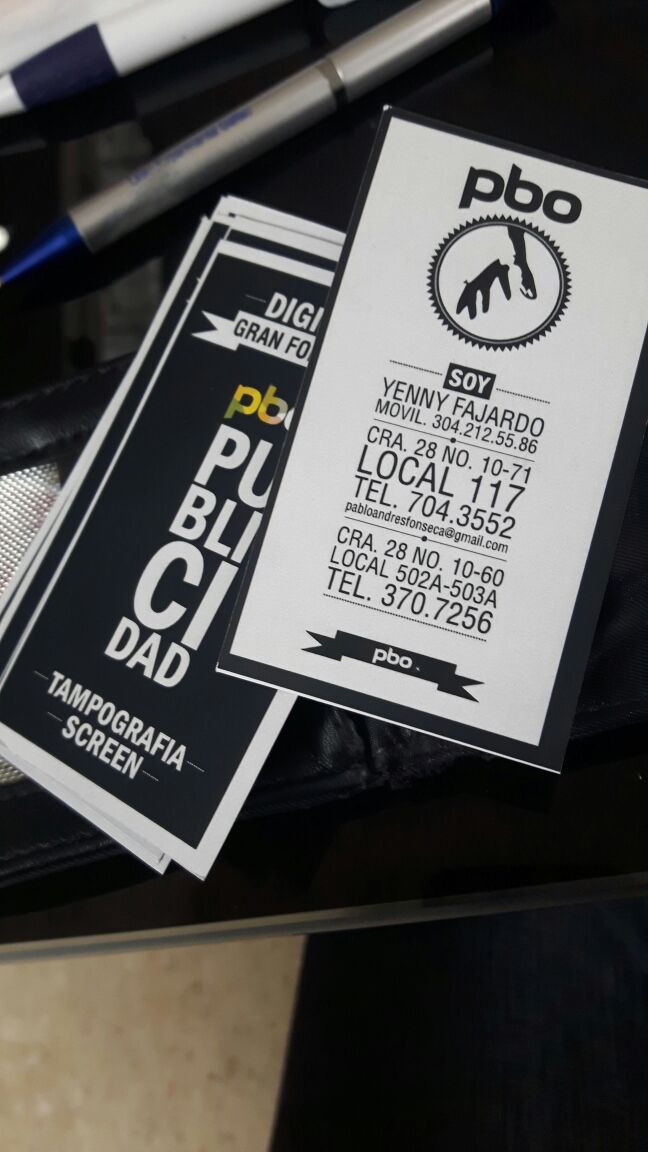 pbo
SOY
YENNY FAJARDO
MOVIL. 304.212.55.86
CRA. 28 NO. 10-71
LOCAL 117
TEL. 704.3552
pabloandresfonseca@gmail.com
CRA. 28 NO. 10-60
LOCAL 502A-503A
TEL. 370.7256
pbo.
DIGI
GRAN FO
pbo
PU
BLI
CI
DAD
TAMPOGRAFIA
SCREEN